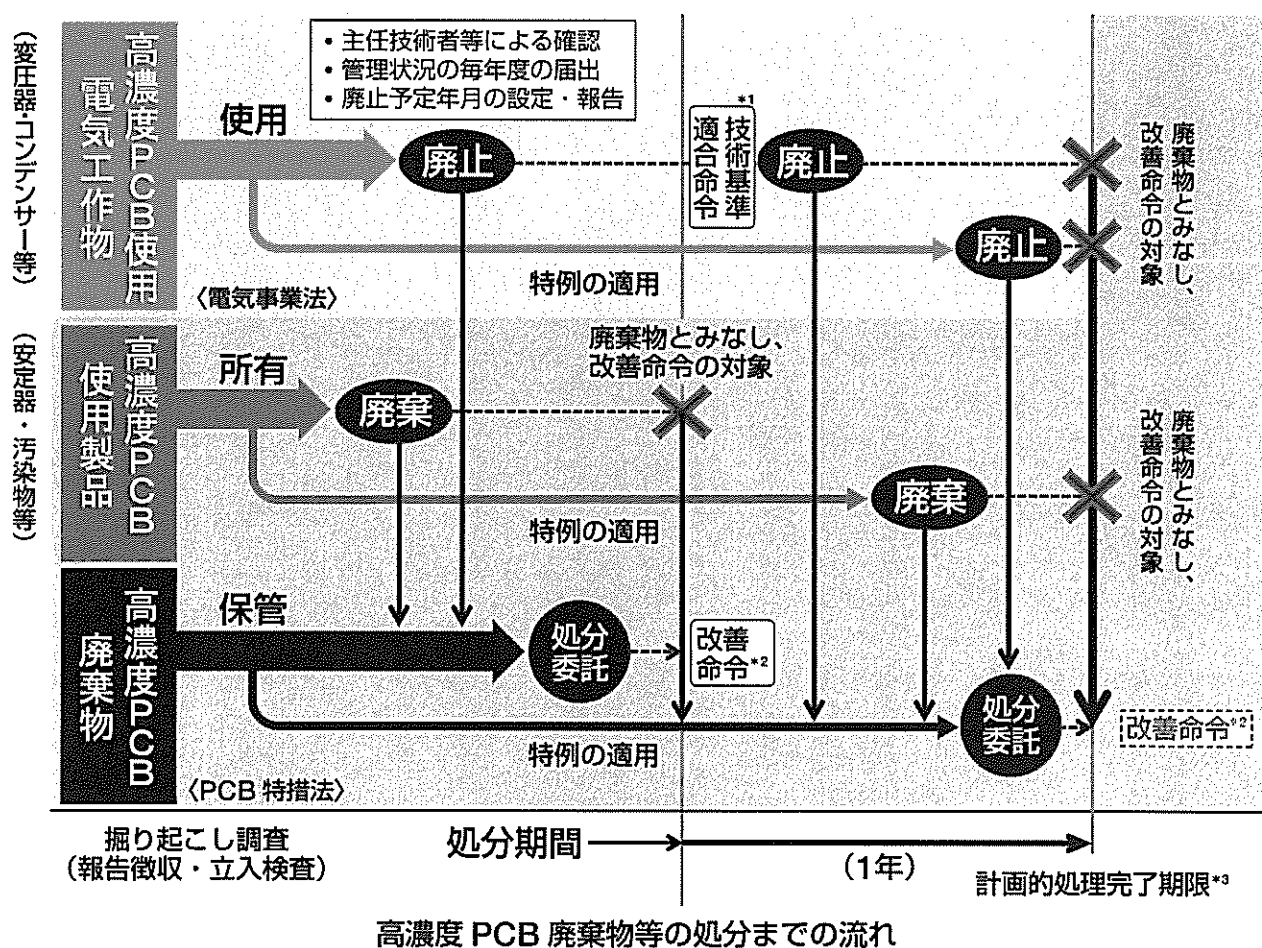 • 主任技術者等による確認
• 管理状況の毎年度の届出
• 廃止予定年月の設定・報告
(変圧器・コンデンサー等)
高濃度PCB使用
電気工作物
使用
廃止
技術基準*1
適合命令
廃止
廃止
特例の適用
〈電気事業法〉
廃棄物とみなし、
改善命令の対象
(安定器・汚染物等)
高濃度PCB
使用製品
所有
廃棄
廃棄物とみなし、
改善命令の対象
廃棄
特例の適用
廃棄物とみなし、
改善命令の対象
高濃度PCB
廃棄物
保管
処分
委託
改善
命令*2
特例の適用
処分
委託
改善命令*2
〈PCB 特措法〉
掘り起こし調査
(報告徴収・立入検査)
処分期間
(1年)
計画的処理完了期限*3
高濃度 PCB 廃棄物等の処分までの流れ